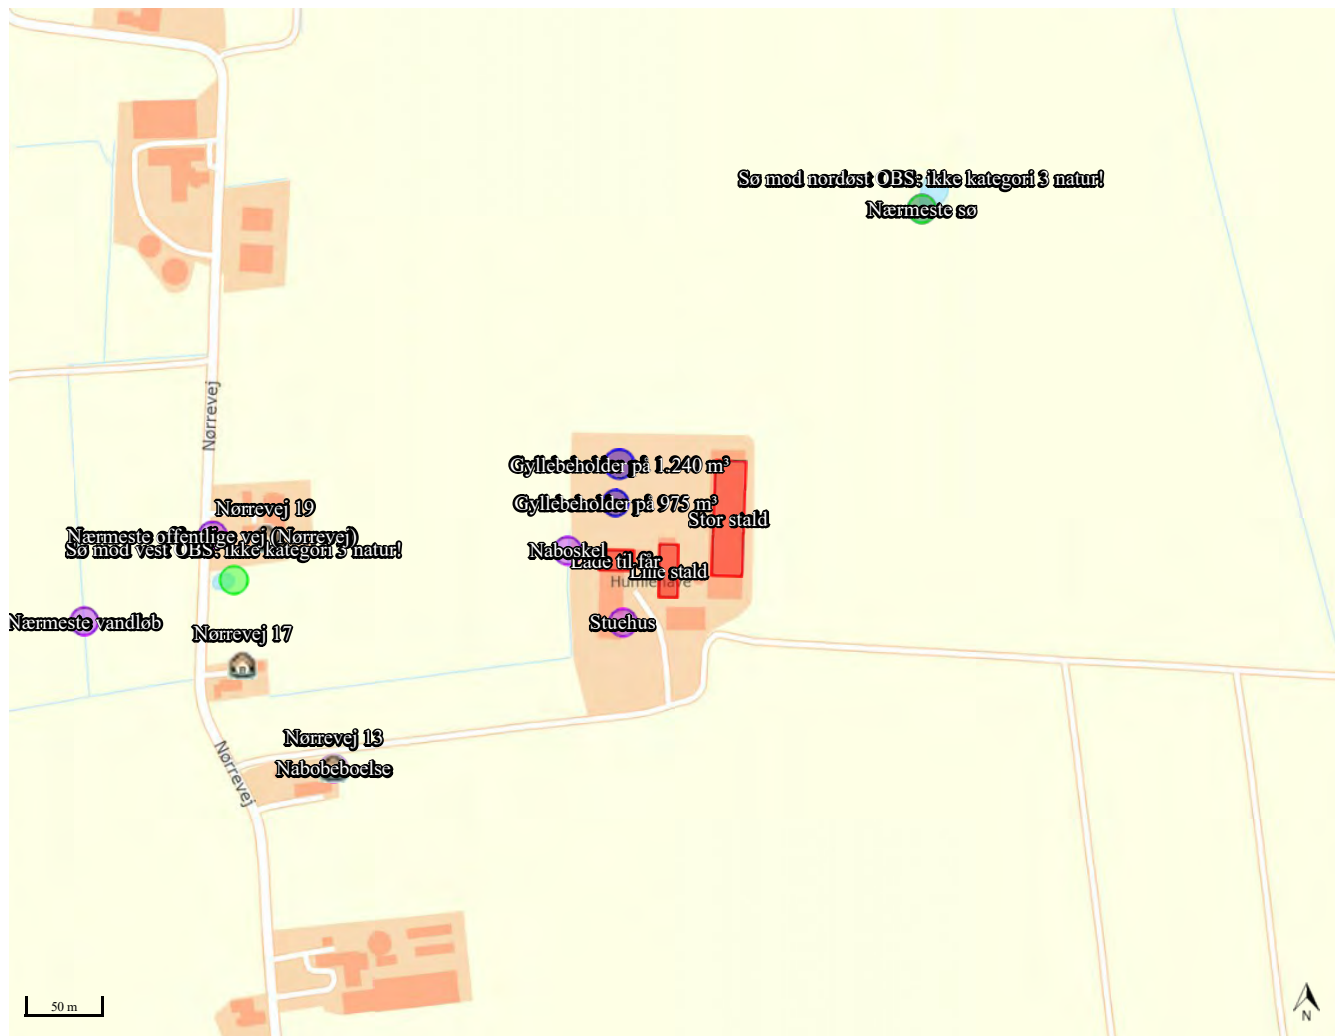 Sø mod nordøst OBS: ikke kategori 3 natur!
Nærmeste sø
Nørrevej
Gyllebeholder på 1.240 m³
Gyllebeholder på 975 m³
Nørrevej 19
Stor stald
Nærmeste offentlige vej (Nørrevej)
Sø mod vest OBS: ikke kategori 3 natur!
Naboskel
Lade til får
Lille stald
Humlehave
Nærmeste vandløb
Stuehus
Nørrevej 17
Nørrevej 13
Nabobeboelse
Nørrevej
50 m
N